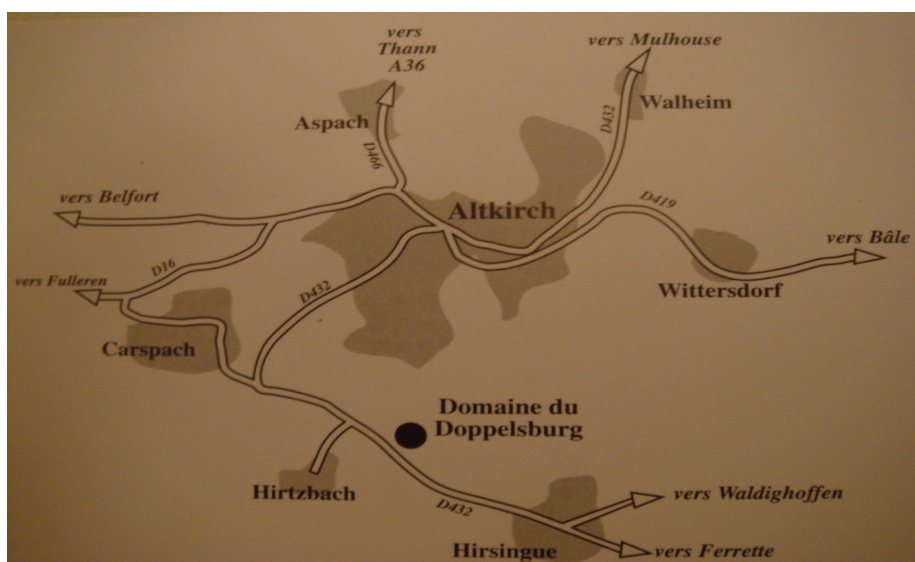 vers
Thann
A36
vers Mulhouse
Walheim
Aspach
D432
D466
vers Belfort
Altkirch
D419
vers Bâle
D16
vers Fulleren
D432
Wittersdorf
Carspach
Domaine du
Doppelsburg
Hirtzbach
D432
vers Waldighoffen
Hirsingue
vers Ferrette